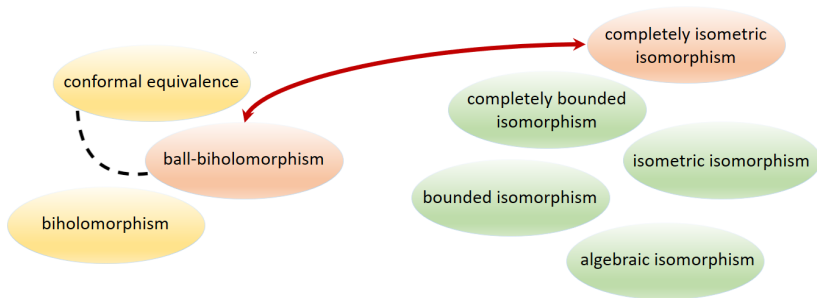 completely isometric
isomorphism
conformal equivalence
completely bounded
isomorphism
ball-biholomorphism
isometric isomorphism
bounded isomorphism
biholomorphism
algebraic isomorphism